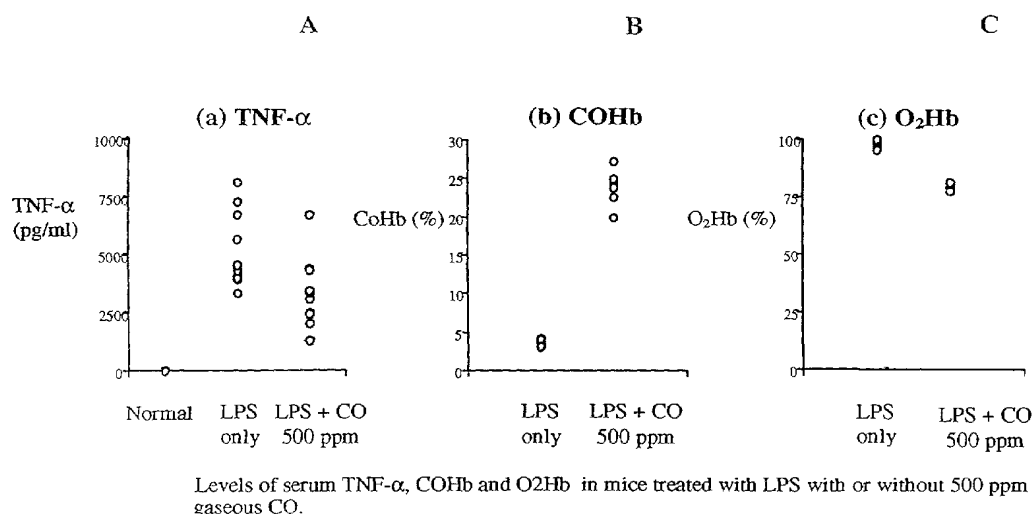 A B C
(a) TNF-α (b) COHb (c) O₂Hb
10000 30 100
25
7500 75
TNF-α
(pg/ml) 20
CoHb (%) O₂Hb (%)
5000 15 50
10
2500 25
5
0 0 0
Normal LPS only LPS + CO 500 ppm
LPS only LPS + CO 500 ppm
LPS only LPS + CO 500 ppm
Levels of serum TNF-α, COHb and O2Hb in mice treated with LPS with or without 500 ppm
gaseous CO.